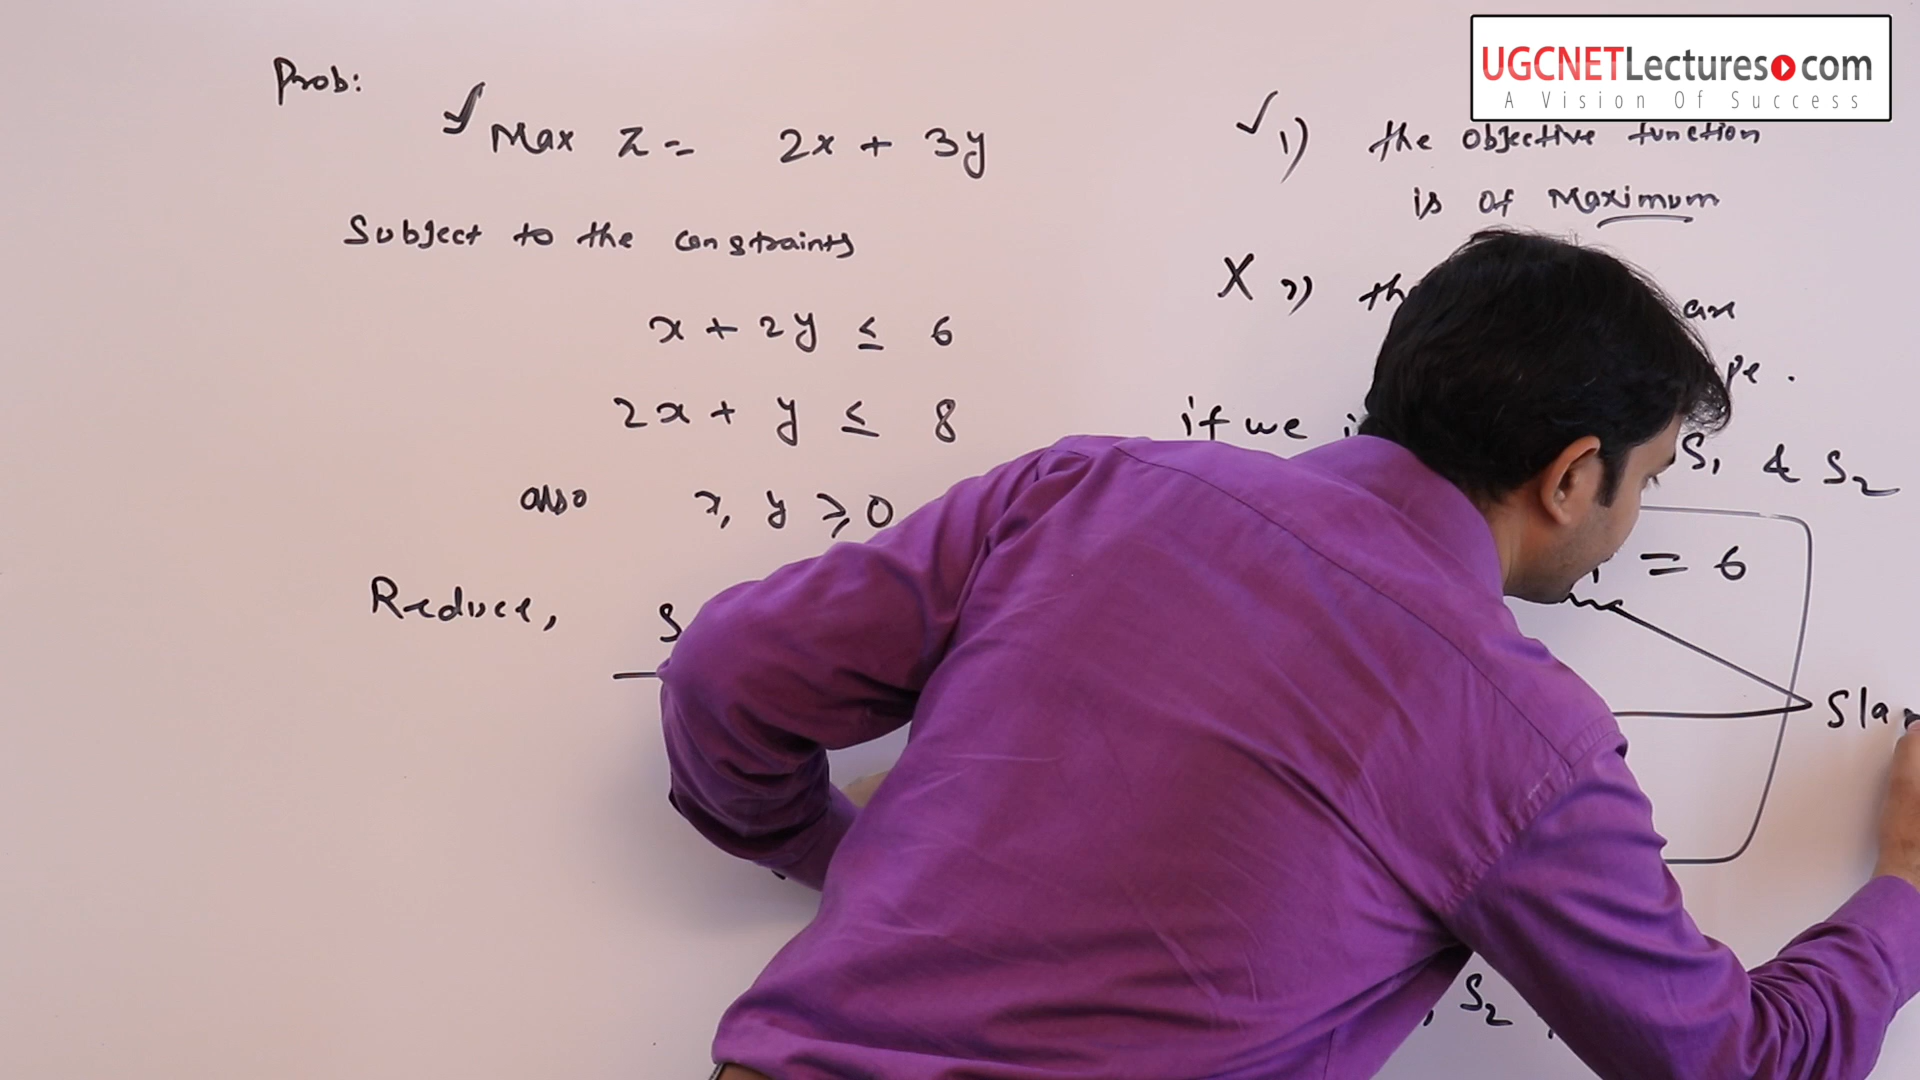 Prob:
Max Z = 2x + 3y
Subject to the constraints
x + 2y ≤ 6
2x + y ≤ 8
also x, y ≥ 0
Reduce, S
UGCNETLectures.com
A Vision Of Success
1) the objective function
is of Maximum
X 2) are
if we
S1 & S2
= 6
Sla
S2